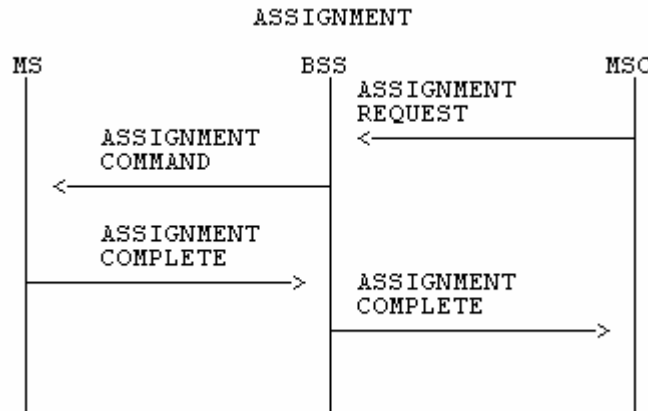 ASSIGNMENT
MS BSS MSC
ASSIGNMENT
REQUEST
ASSIGNMENT
COMMAND
ASSIGNMENT
COMPLETE
ASSIGNMENT
COMPLETE